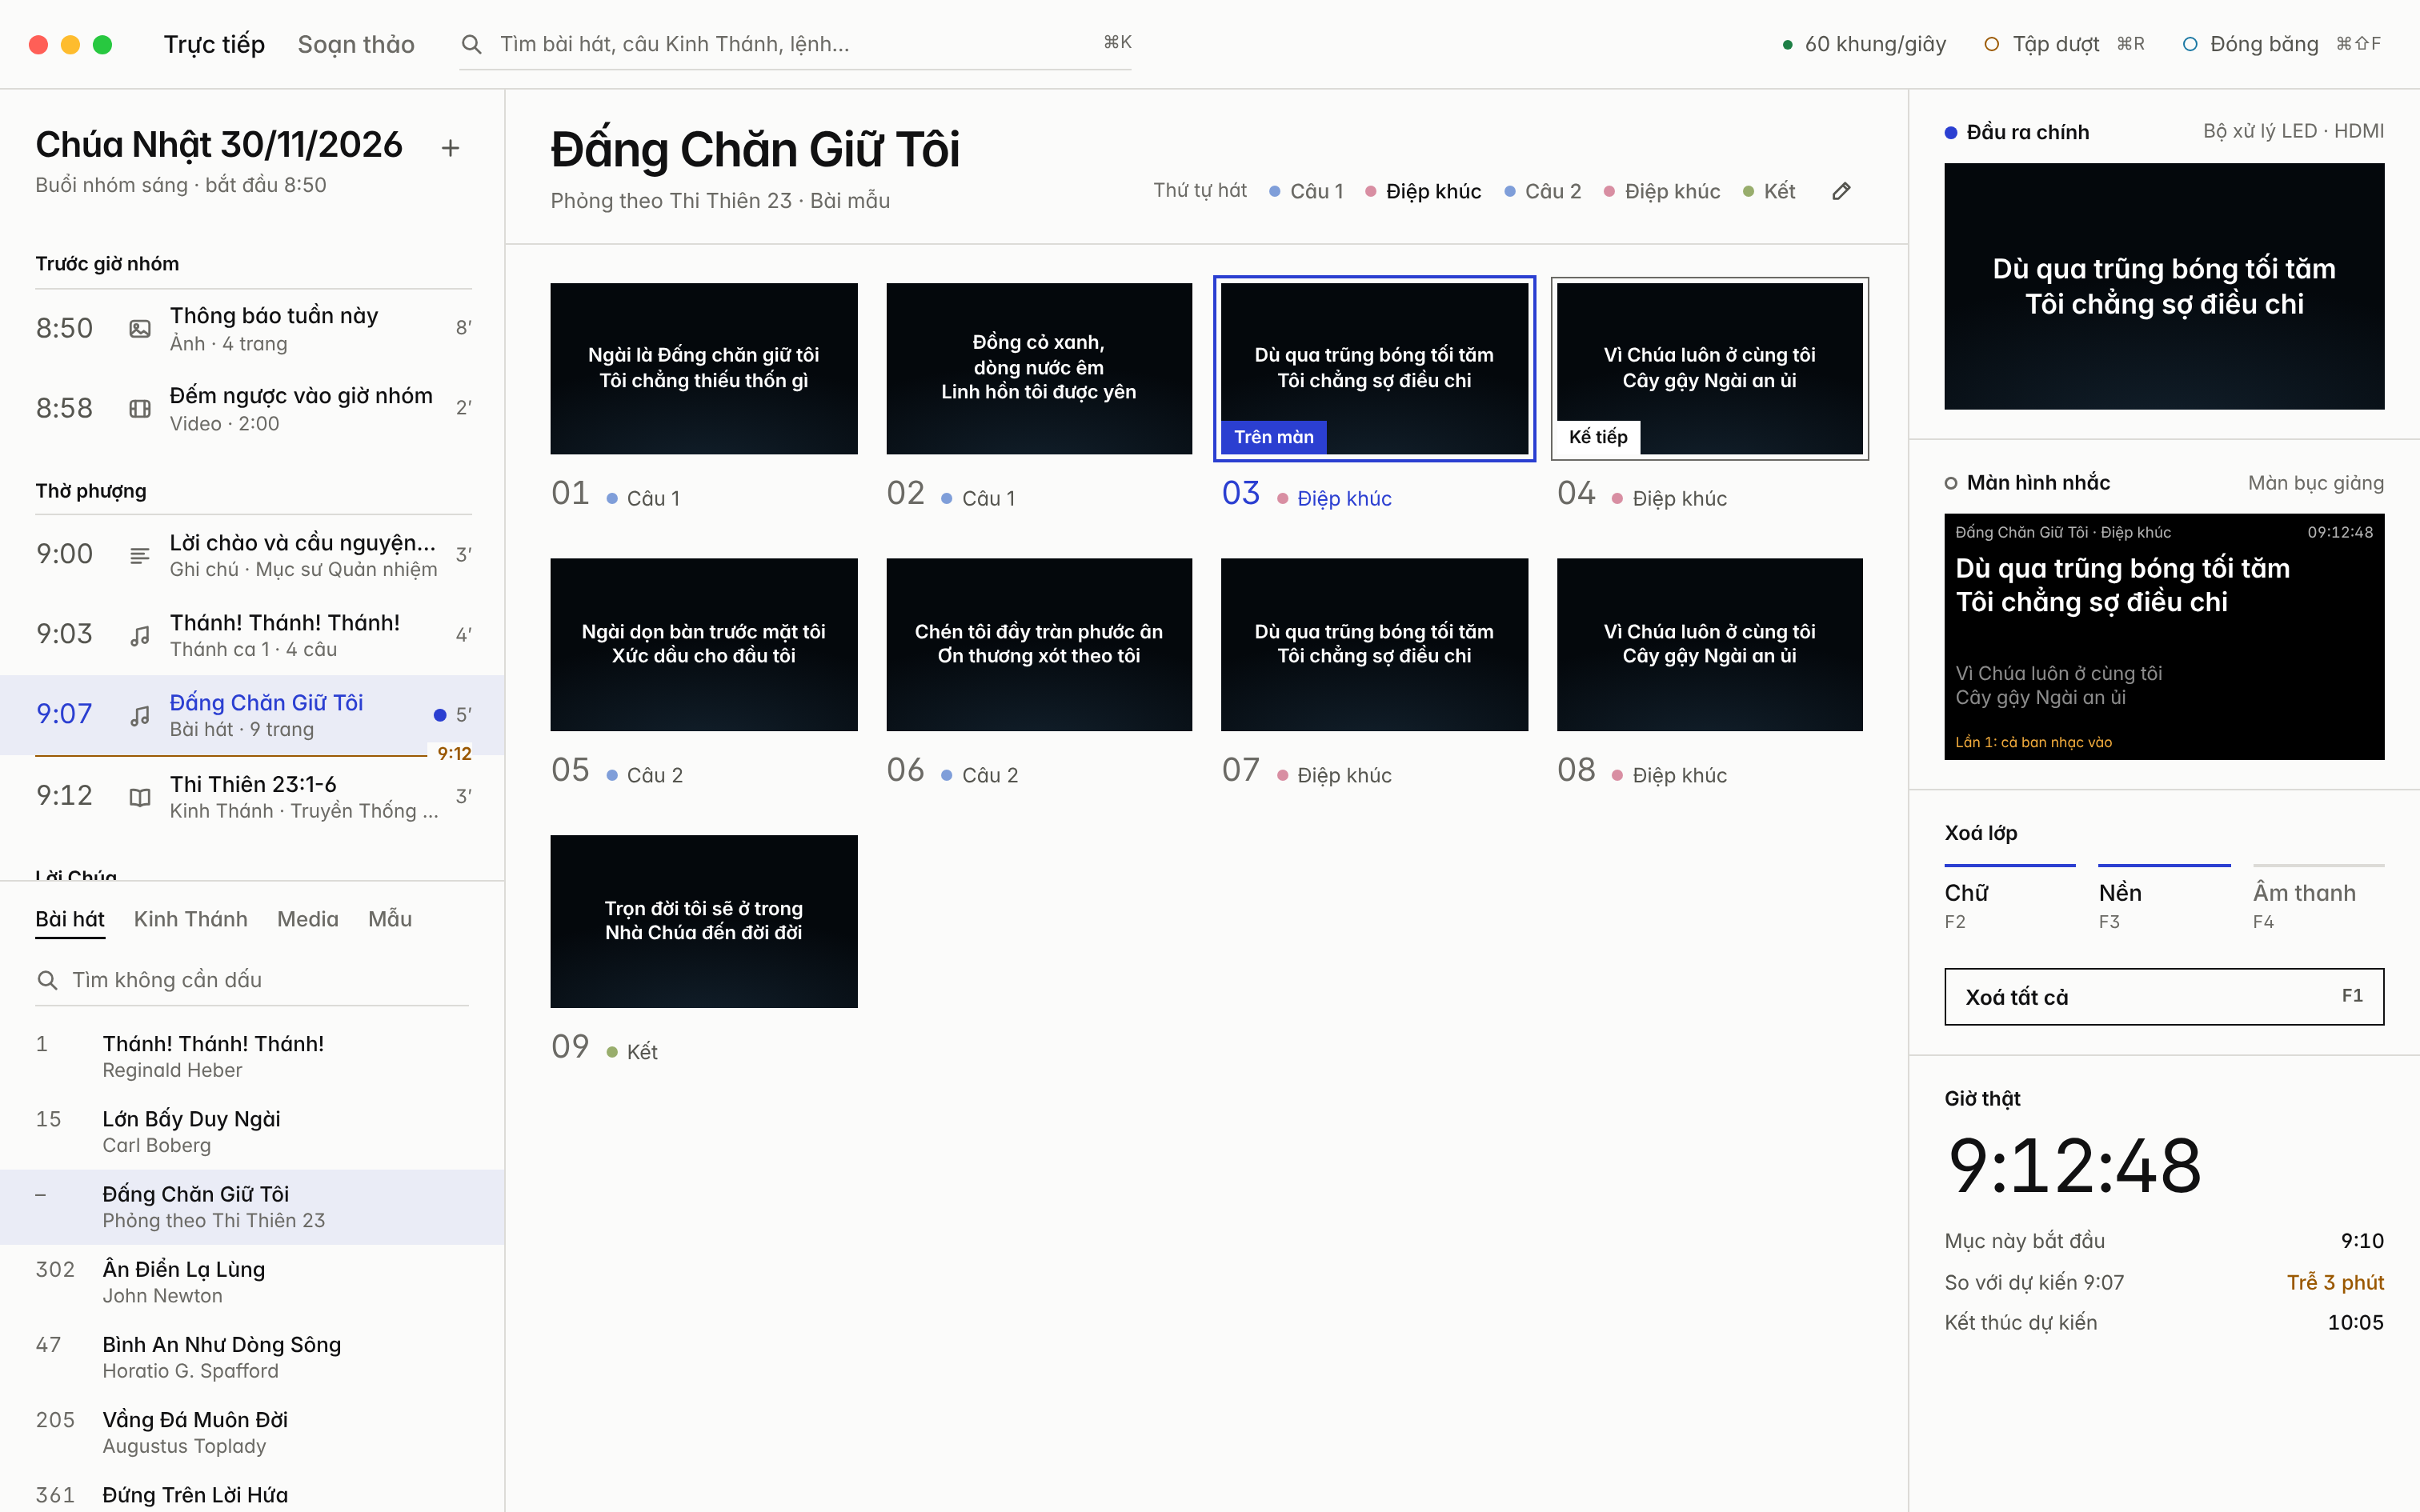 Trực tiếp
Soạn thảo
Tìm bài hát, câu Kinh Thánh, lệnh...
⌘K
60 khung/giây
Tập dượt ⌘R
Đóng băng ⌘⇧F
Chúa Nhật 30/11/2026
Buổi nhóm sáng · bắt đầu 8:50
Trước giờ nhóm
8:50 Thông báo tuần này 8′
Ảnh · 4 trang
8:58 Đếm ngược vào giờ nhóm 2′
Video · 2:00
Thờ phượng
9:00 Lời chào và cầu nguyện... 3′
Ghi chú · Mục sư Quản nhiệm
9:03 Thánh! Thánh! Thánh! 4′
Thánh ca 1 · 4 câu
9:07 Đấng Chăn Giữ Tôi 5′
Bài hát · 9 trang
9:12
9:12 Thi Thiên 23:1-6 3′
Kinh Thánh · Truyền Thống ...
Lời Chúa
Bài hát Kinh Thánh Media Mẫu
Tìm không cần dấu
1 Thánh! Thánh! Thánh!
Reginald Heber
15 Lớn Bấy Duy Ngài
Carl Boberg
– Đấng Chăn Giữ Tôi
Phỏng theo Thi Thiên 23
302 Ân Điển Lạ Lùng
John Newton
47 Bình An Như Dòng Sông
Horatio G. Spafford
205 Vầng Đá Muôn Đời
Augustus Toplady
361 Đứng Trên Lời Hứa
Đấng Chăn Giữ Tôi
Phỏng theo Thi Thiên 23 · Bài mẫu
Thứ tự hát Câu 1 Điệp khúc Câu 2 Điệp khúc Kết
Ngài là Đấng chăn giữ tôi
Tôi chẳng thiếu thốn gì
01 Câu 1
Đồng cỏ xanh,
dòng nước êm
Linh hồn tôi được yên
02 Câu 1
Dù qua trũng bóng tối tăm
Tôi chẳng sợ điều chi
Trên màn
03 Điệp khúc
Vì Chúa luôn ở cùng tôi
Cây gậy Ngài an ủi
Kế tiếp
04 Điệp khúc
Ngài dọn bàn trước mặt tôi
Xức dầu cho đầu tôi
05 Câu 2
Chén tôi đầy tràn phước ân
Ơn thương xót theo tôi
06 Câu 2
Dù qua trũng bóng tối tăm
Tôi chẳng sợ điều chi
07 Điệp khúc
Vì Chúa luôn ở cùng tôi
Cây gậy Ngài an ủi
08 Điệp khúc
Trọn đời tôi sẽ ở trong
Nhà Chúa đến đời đời
09 Kết
Đầu ra chính
Bộ xử lý LED · HDMI
Dù qua trũng bóng tối tăm
Tôi chẳng sợ điều chi
Màn hình nhắc
Màn bục giảng
Đấng Chăn Giữ Tôi · Điệp khúc 09:12:48
Dù qua trũng bóng tối tăm
Tôi chẳng sợ điều chi
Vì Chúa luôn ở cùng tôi
Cây gậy Ngài an ủi
Lần 1: cả ban nhạc vào
Xoá lớp
Chữ Nền Âm thanh
F2 F3 F4
Xoá tất cả F1
Giờ thật
9:12:48
Mục này bắt đầu 9:10
So với dự kiến 9:07 Trễ 3 phút
Kết thúc dự kiến 10:05